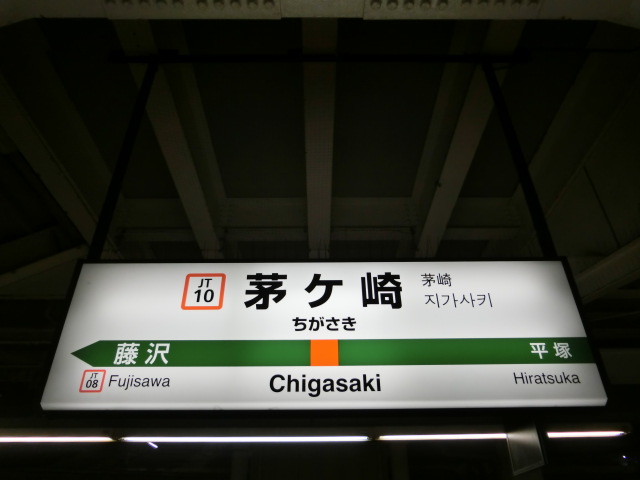 JT
10
茅ケ崎
茅崎
지가사키
ちがさき
藤沢
平塚
JT
08
Fujisawa
Chigasaki
Hiratsuka